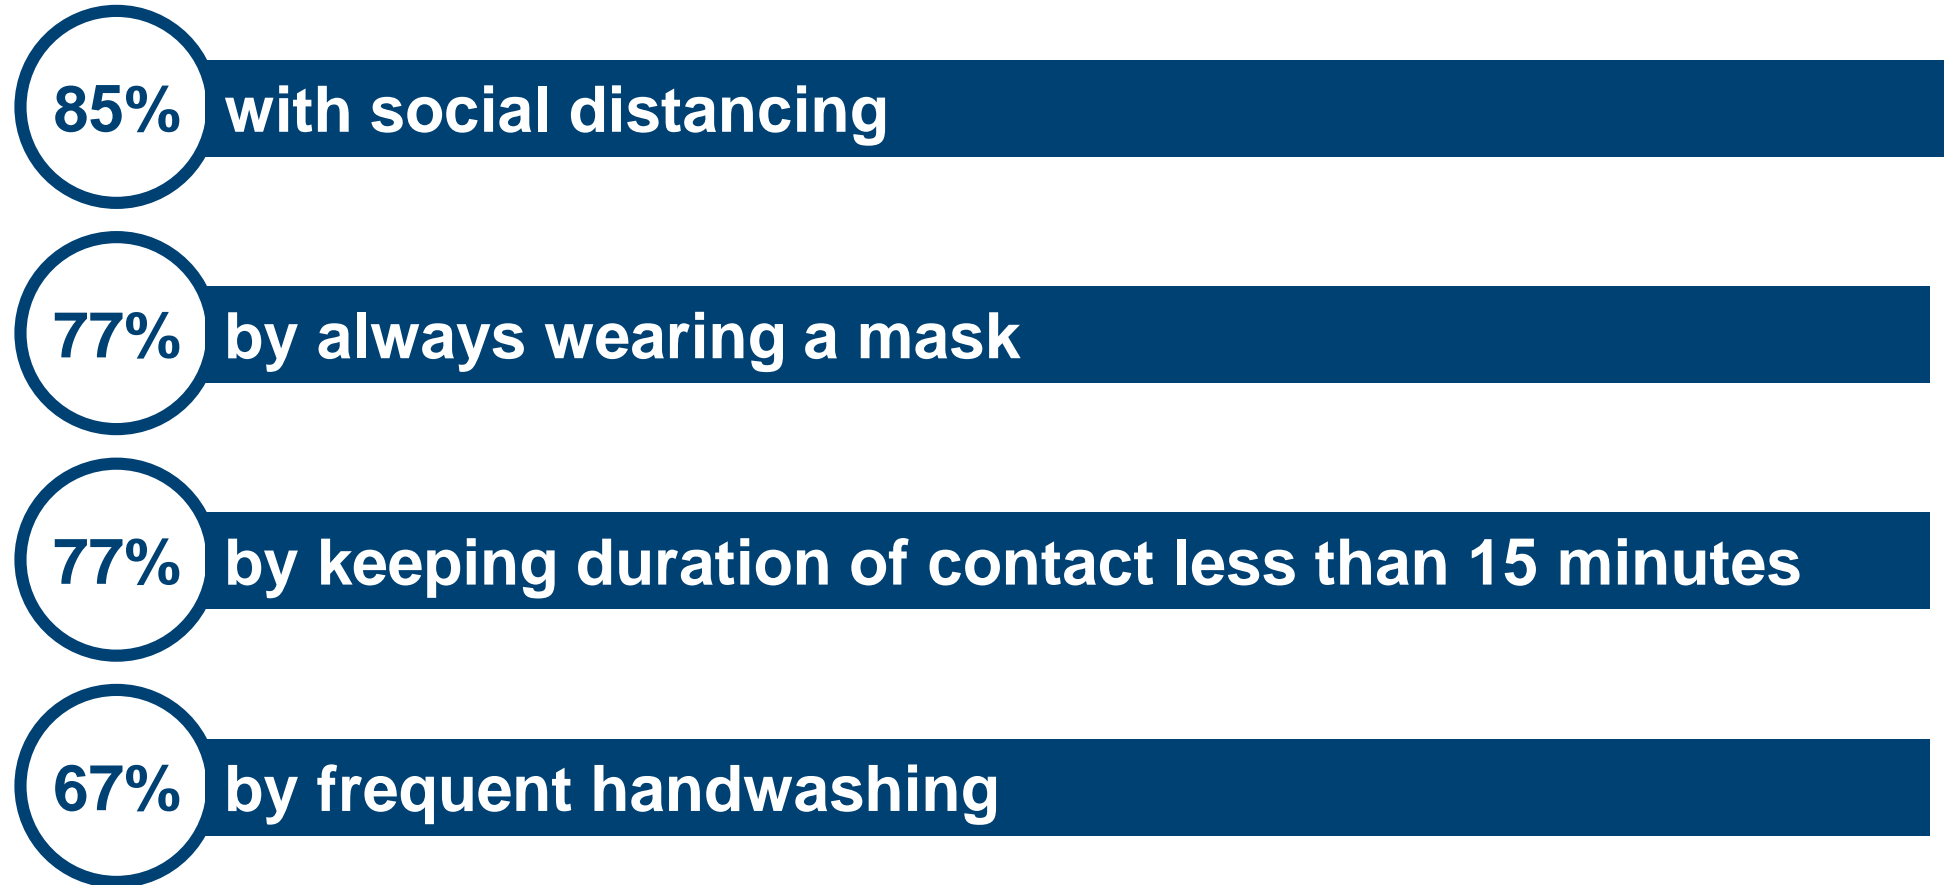 85% with social distancing
77% by always wearing a mask
77% by keeping duration of contact less than 15 minutes
67% by frequent handwashing